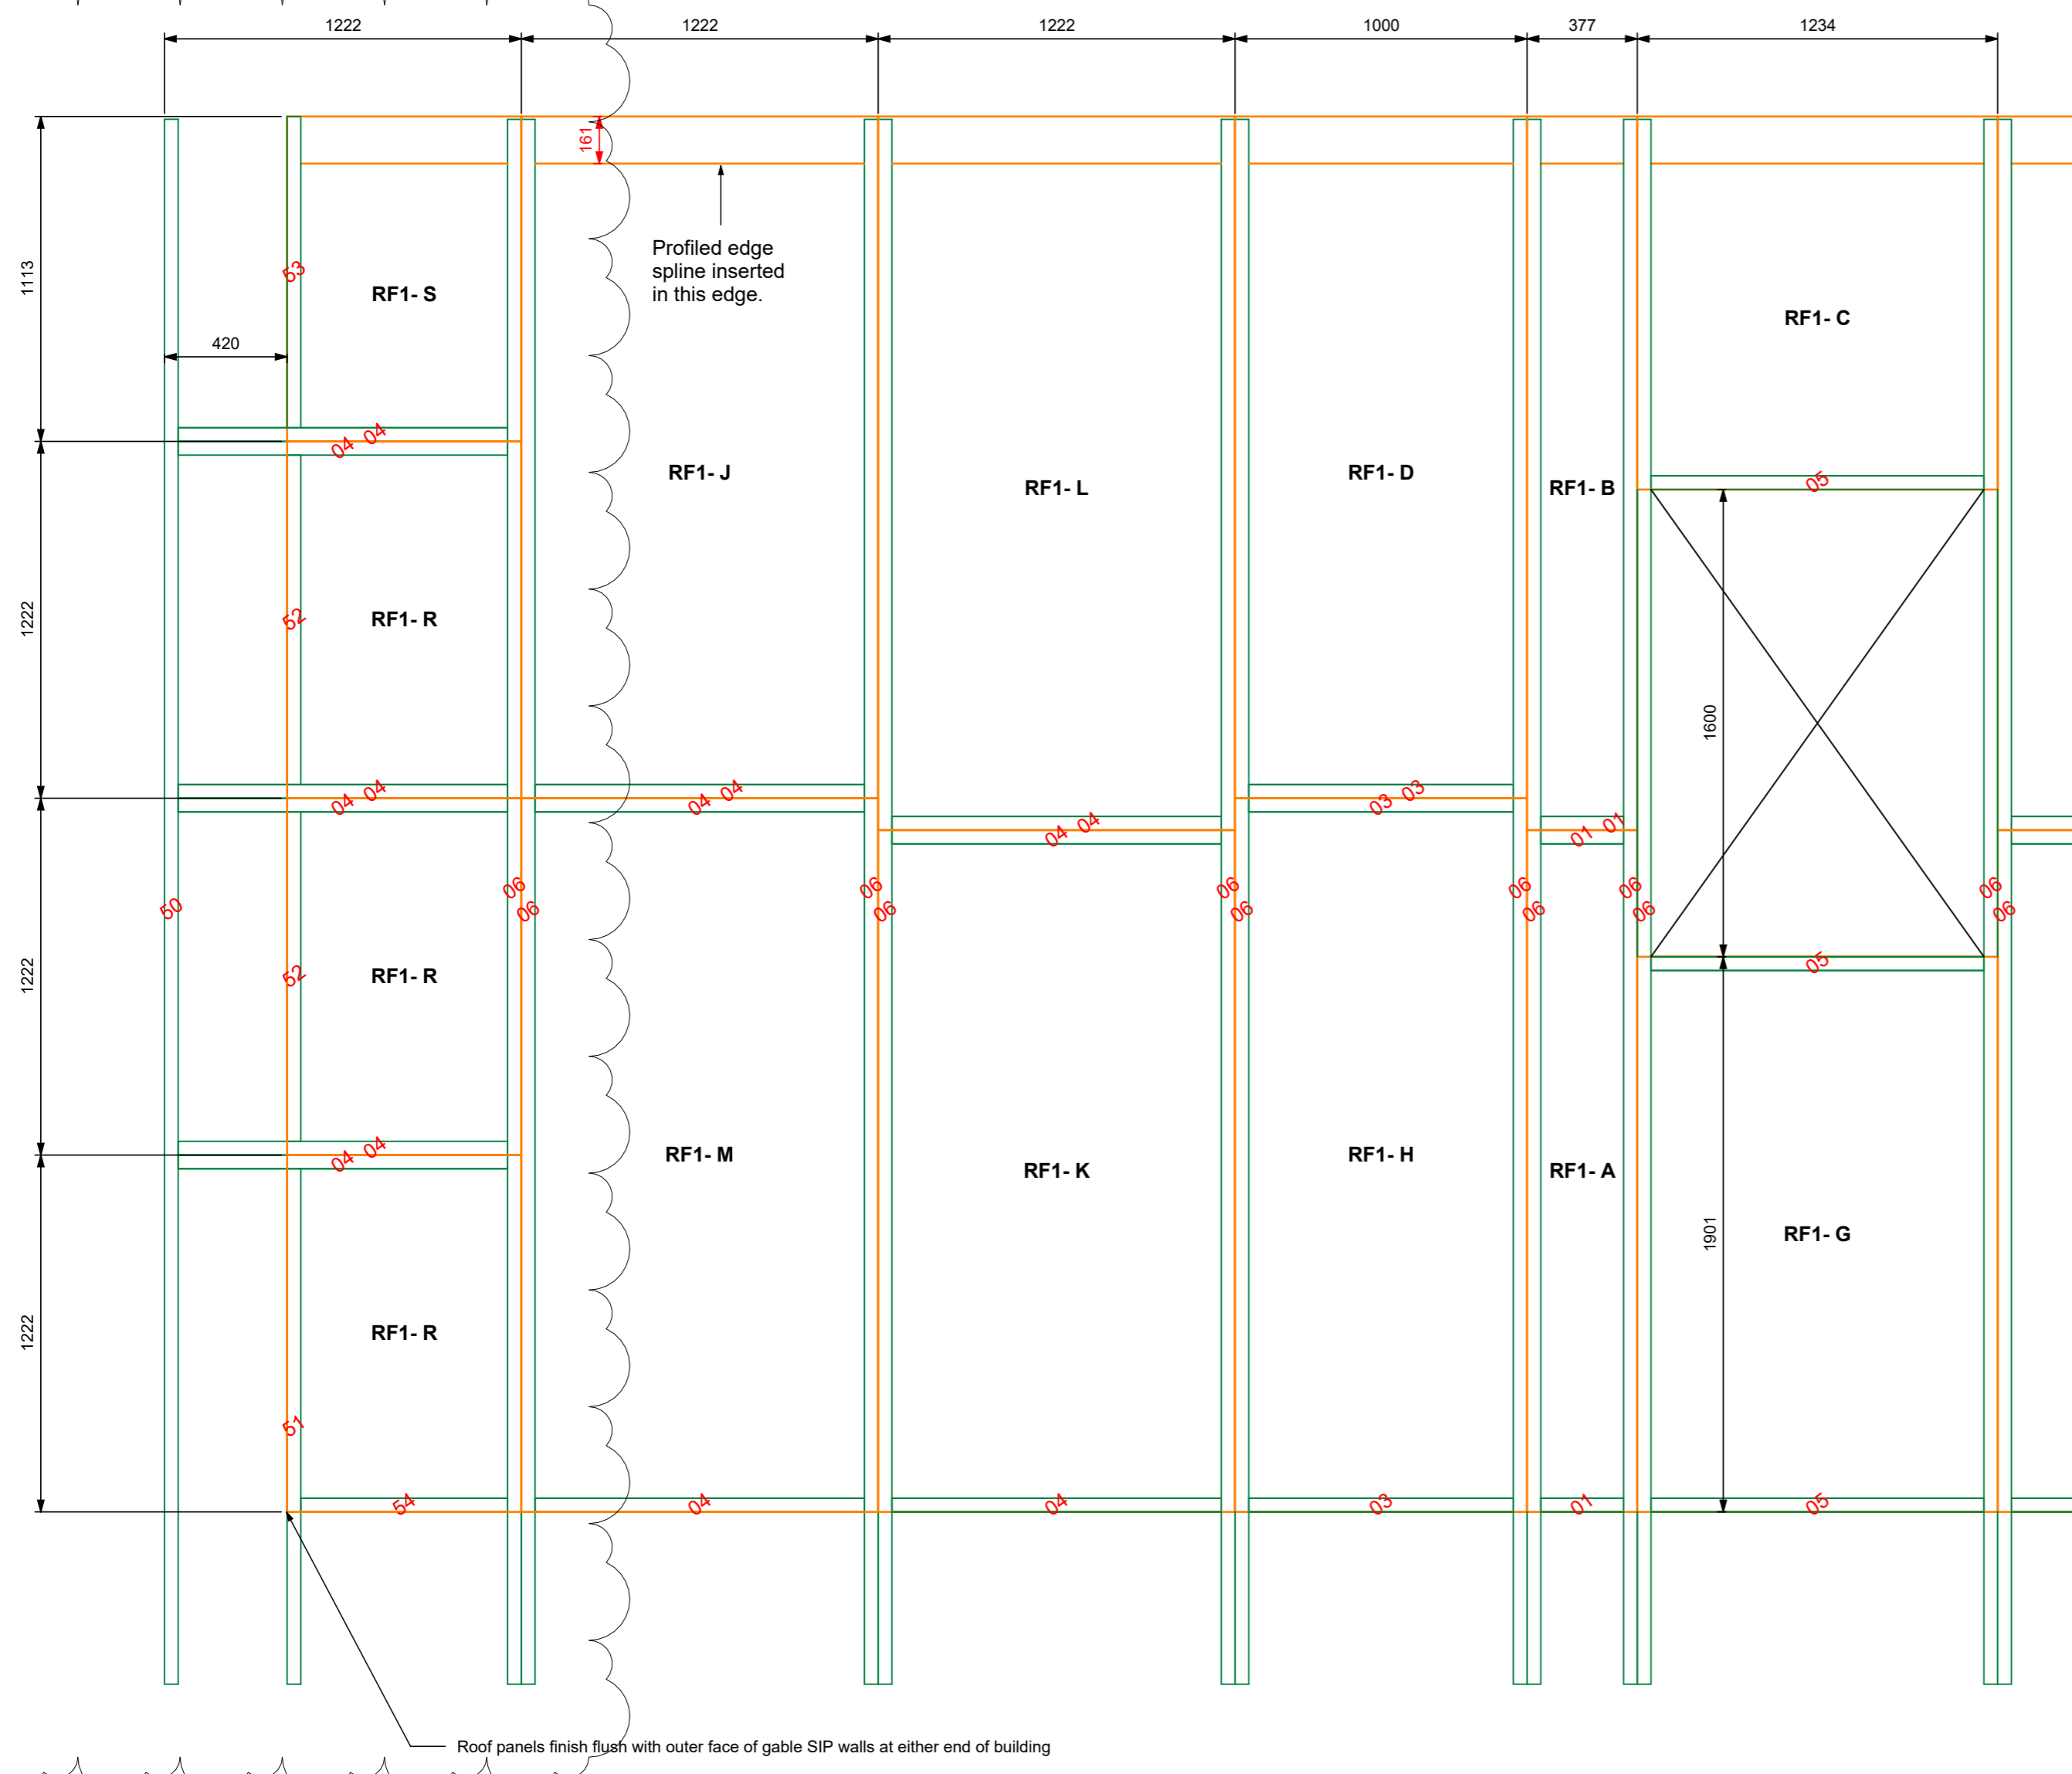 1222 1222 1222 1000 377 1234
161
Profiled edge
spline inserted
in this edge.
1113
53
RF1- S
RF1- C
420
04 04
RF1- J
RF1- L
RF1- D
RF1- B
05
1222
52
RF1- R
1600
04 04
04 04
03 03
04 04
01 01
50
06 06
06 06
06 06
06 06
06 06
06 06
1222
52
RF1- R
05
04 04
RF1- M
RF1- K
RF1- H
RF1- A
1901
RF1- G
1222
RF1- R
51
54 04 04 03 01 05
Roof panels finish flush with outer face of gable SIP walls at either end of building